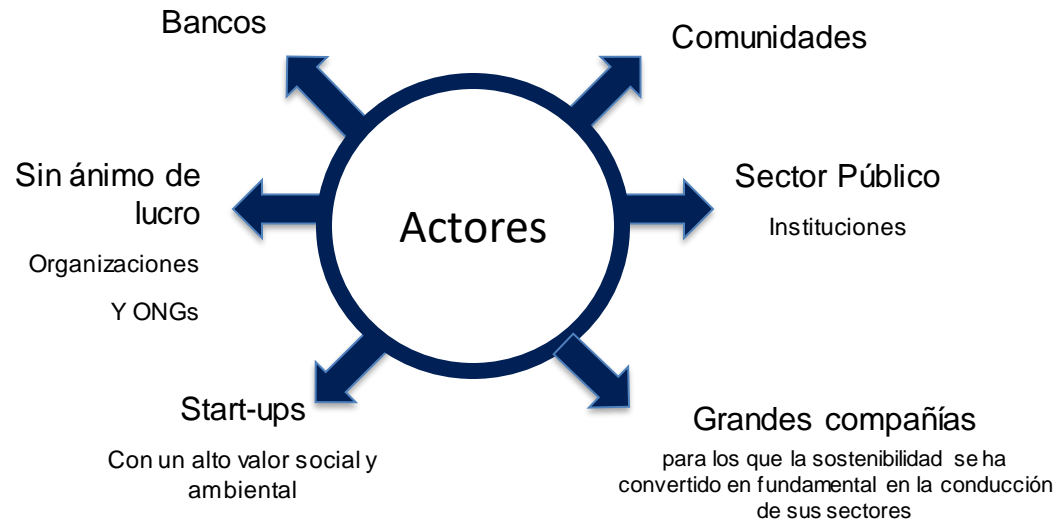 Bancos
Comunidades
Sin ánimo de
lucro
Organizaciones
Y ONGs
Actores
Sector Público
Instituciones
Start-ups
Con un alto valor social y
ambiental
Grandes compañías
para los que la sostenibilidad se ha
convertido en fundamental en la conducción
de sus sectores